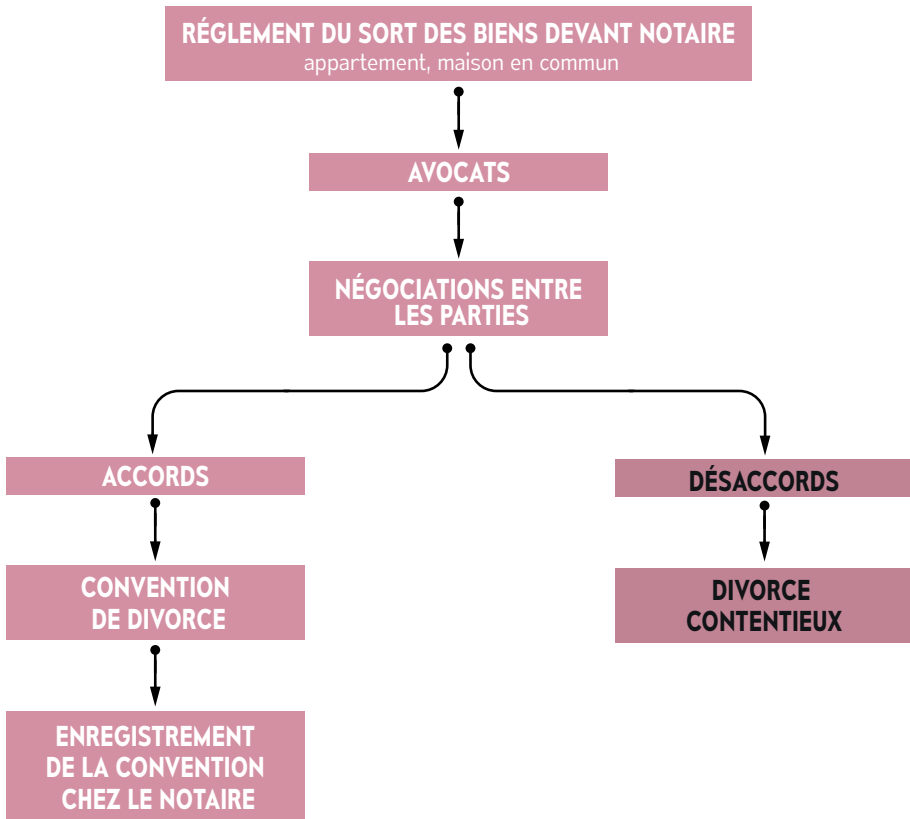 RÉGLEMENT DU SORT DES BIENS DEVANT NOTAIRE
appartement, maison en commun
AVOCATS
NÉGOCIATIONS ENTRE
LES PARTIES
ACCORDS
DÉSACCORDS
CONVENTION
DE DIVORCE
DIVORCE
CONTENTIEUX
ENREGISTREMENT
DE LA CONVENTION
CHEZ LE NOTAIRE